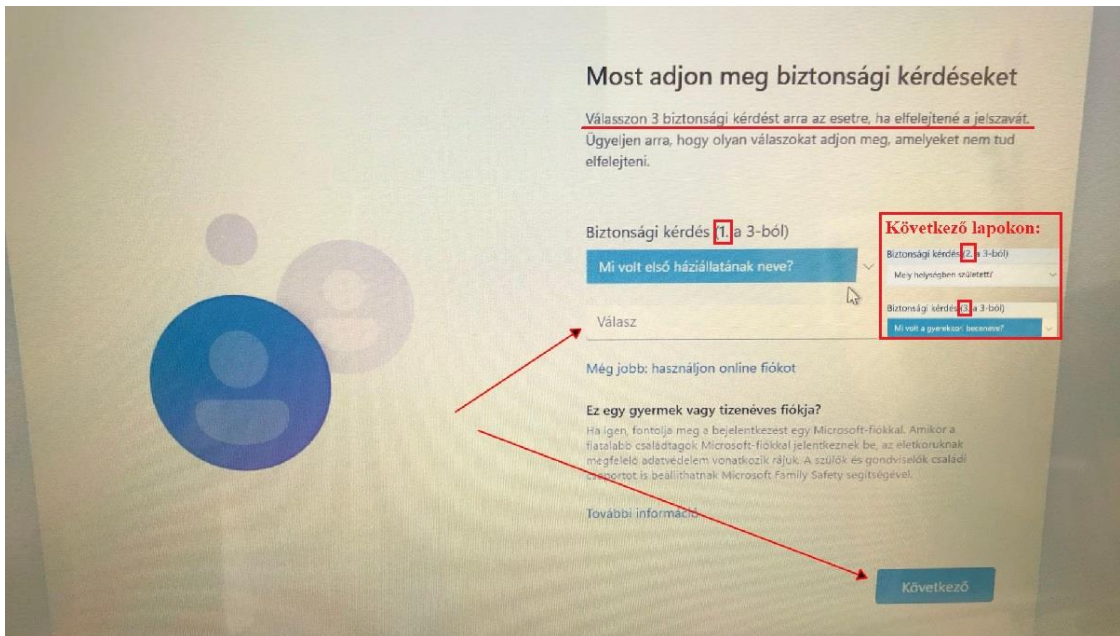 Most adjon meg biztonsági kérdéseket
Válasszon 3 biztonsági kérdést arra az esetre, ha elfelejtené a jelszavát.
Ügyeljen arra, hogy olyan válaszokat adjon meg, amelyeket nem tud
elfelejteni.
Biztonsági kérdés (1. a 3-ból)
Mi volt első háziállatának neve?
Válasz
Következő lapokon:
Biztonsági kérdés (2. a 3-ból)
Mely helységben született?
Biztonsági kérdés (3. a 3-ból)
Mi volt a gyerekkori beceneve?
Még jobb: használjon online fiókot
Ez egy gyermek vagy tizenéves fiókja?
Ha igen, fontolja meg a bejelentkezést egy Microsoft-fiókkal. Amikor a
fiatalabb családtagok Microsoft-fiókkal jelentkeznek be, az életkoruknak
megfelelő adatvédelem vonatkozik rájuk. A szülők és gondviselők családi
csoportot is beállíthatnak Microsoft Family Safety segítségével.
További információ
Következő